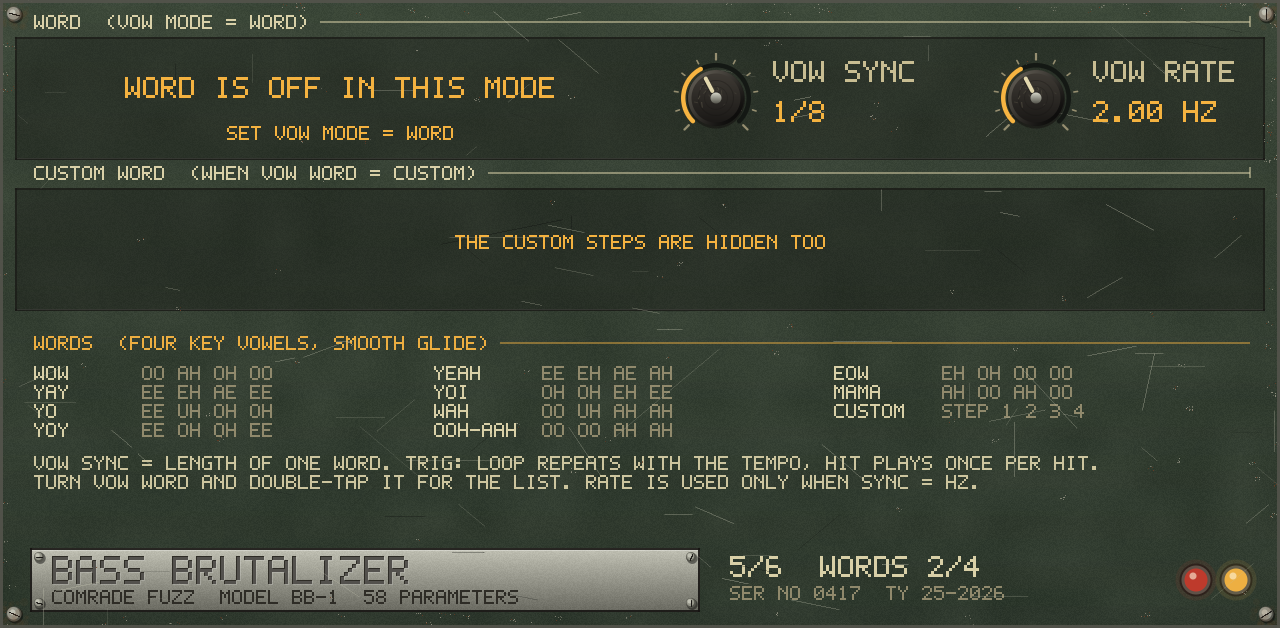 WORD (VOW MODE = WORD)
WORD IS OFF IN THIS MODE
SET VOW MODE = WORD
VOW SYNC
1/8
VOW RATE
2.00 HZ
CUSTOM WORD (WHEN VOW WORD = CUSTOM)
THE CUSTOM STEPS ARE HIDDEN TOO
WORDS (FOUR KEY VOWELS, SMOOTH GLIDE)
WOW OO AH OH OO
YAY EE EH AE EE
YO EE UH OH OH
YOY EE OH OH EE
YEAH EE EH AE AH
YOI OH OH EH EE
WAH OO UH AH AH
OOH-AAH OO OO AH AH
EOW EH OH OO OO
MAMA AH OO AH OO
CUSTOM STEP 1 2 3 4
VOW SYNC = LENGTH OF ONE WORD. TRIG: LOOP REPEATS WITH THE TEMPO, HIT PLAYS ONCE PER HIT.
TURN VOW WORD AND DOUBLE-TAP IT FOR THE LIST. RATE IS USED ONLY WHEN SYNC = HZ.
BASS BRUTALIZER
COMRADE FUZZ MODEL BB-1 58 PARAMETERS
5/6 WORDS 2/4
SER NO 0417 TY 25-2026